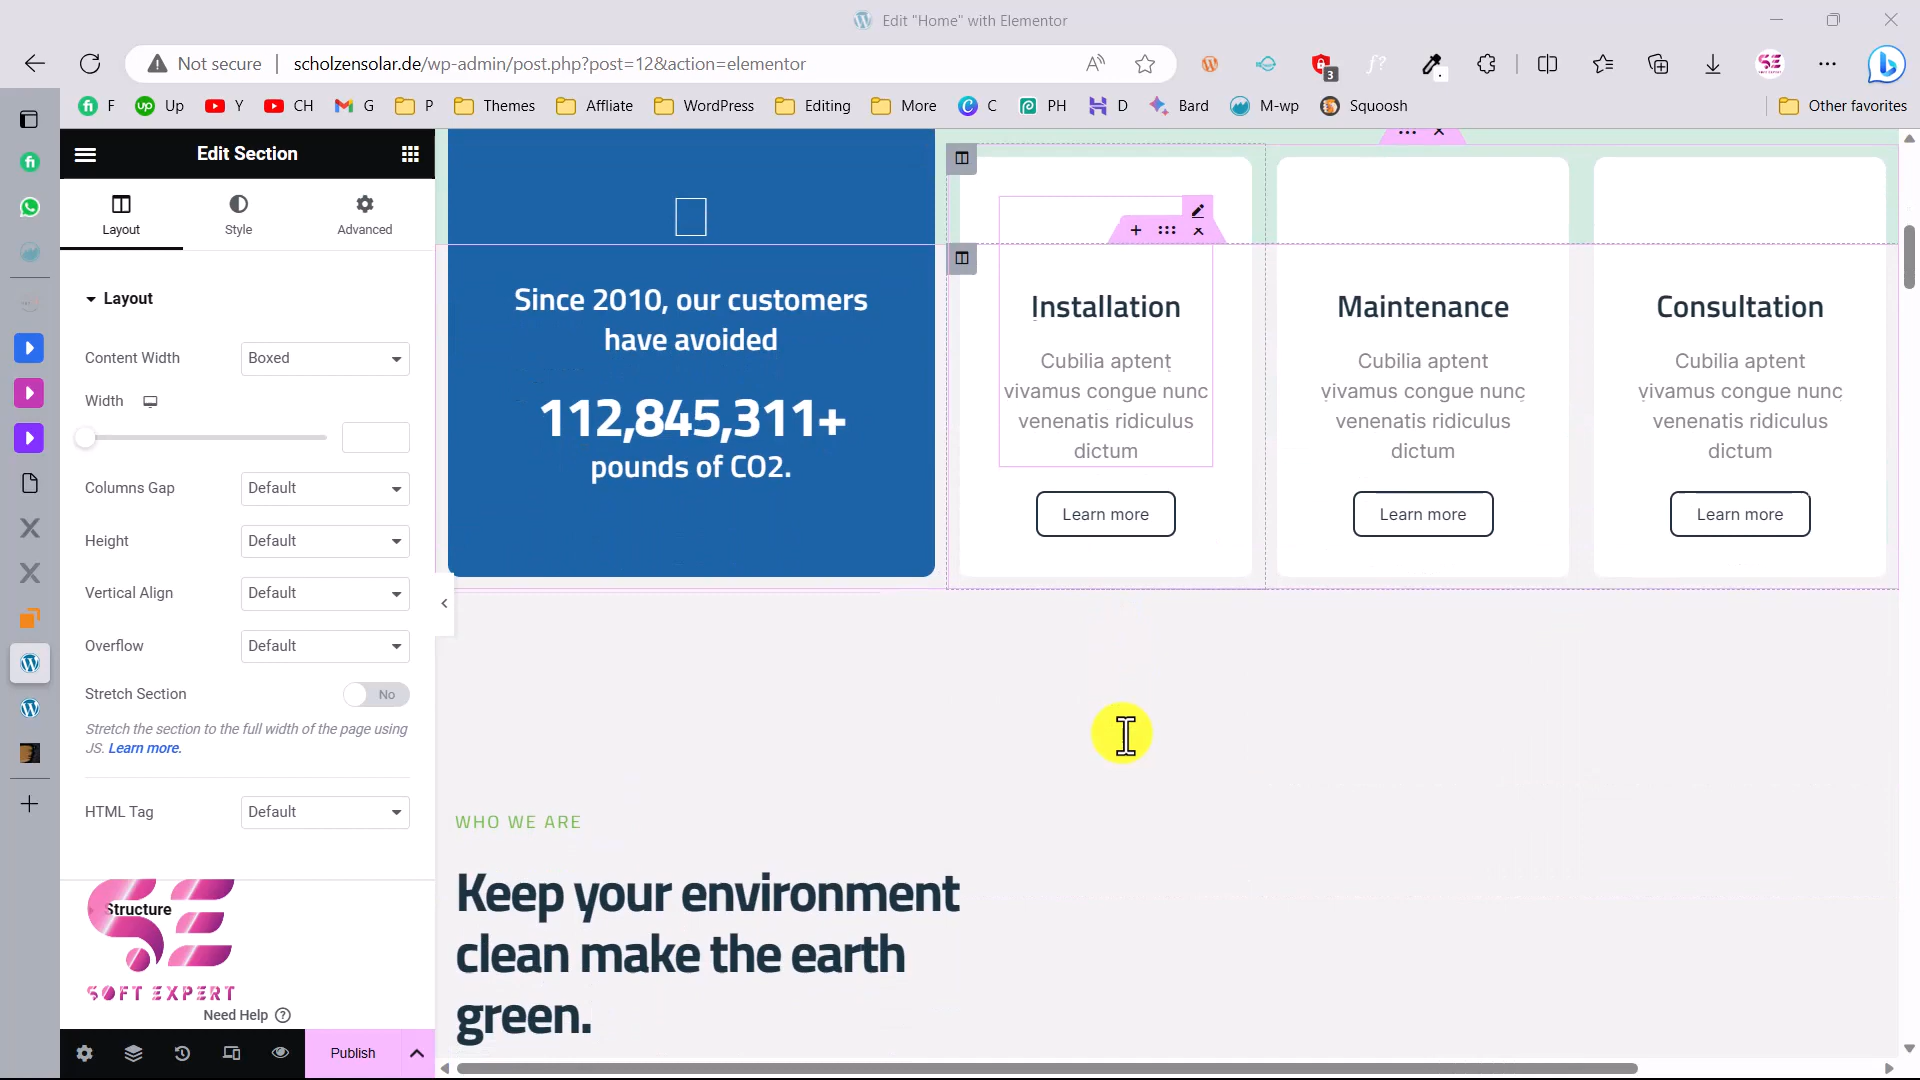 Edit "Home" with Elementor
Not secure
scholzensolar.de/wp-admin/post.php?post=12&action=elementor
3
F
Up
Y
CH
G
P
Themes
Affliate
WordPress
Editing
More
C
PH
D
Bard
M-wp
Squoosh
Other favorites
Edit Section
Layout
Style
Advanced
Layout
Content Width
Boxed
Width
Columns Gap
Default
Height
Default
Vertical Align
Default
Overflow
Default
Stretch Section
No
Stretch the section to the full width of the page using
JS. Learn more.
HTML Tag
Default
Structure
SE
SOFT EXPERT
Need Help
Publish
Since 2010, our customers
have avoided
112,845,311+
pounds of CO2.
Installation
Cubilia aptent
vivamus congue nunc
venenatis ridiculus
dictum
Learn more
Maintenance
Cubilia aptent
vivamus congue nunc
venenatis ridiculus
dictum
Learn more
Consultation
Cubilia aptent
vivamus congue nunc
venenatis ridiculus
dictum
Learn more
WHO WE ARE
Keep your environment
clean make the earth
green.